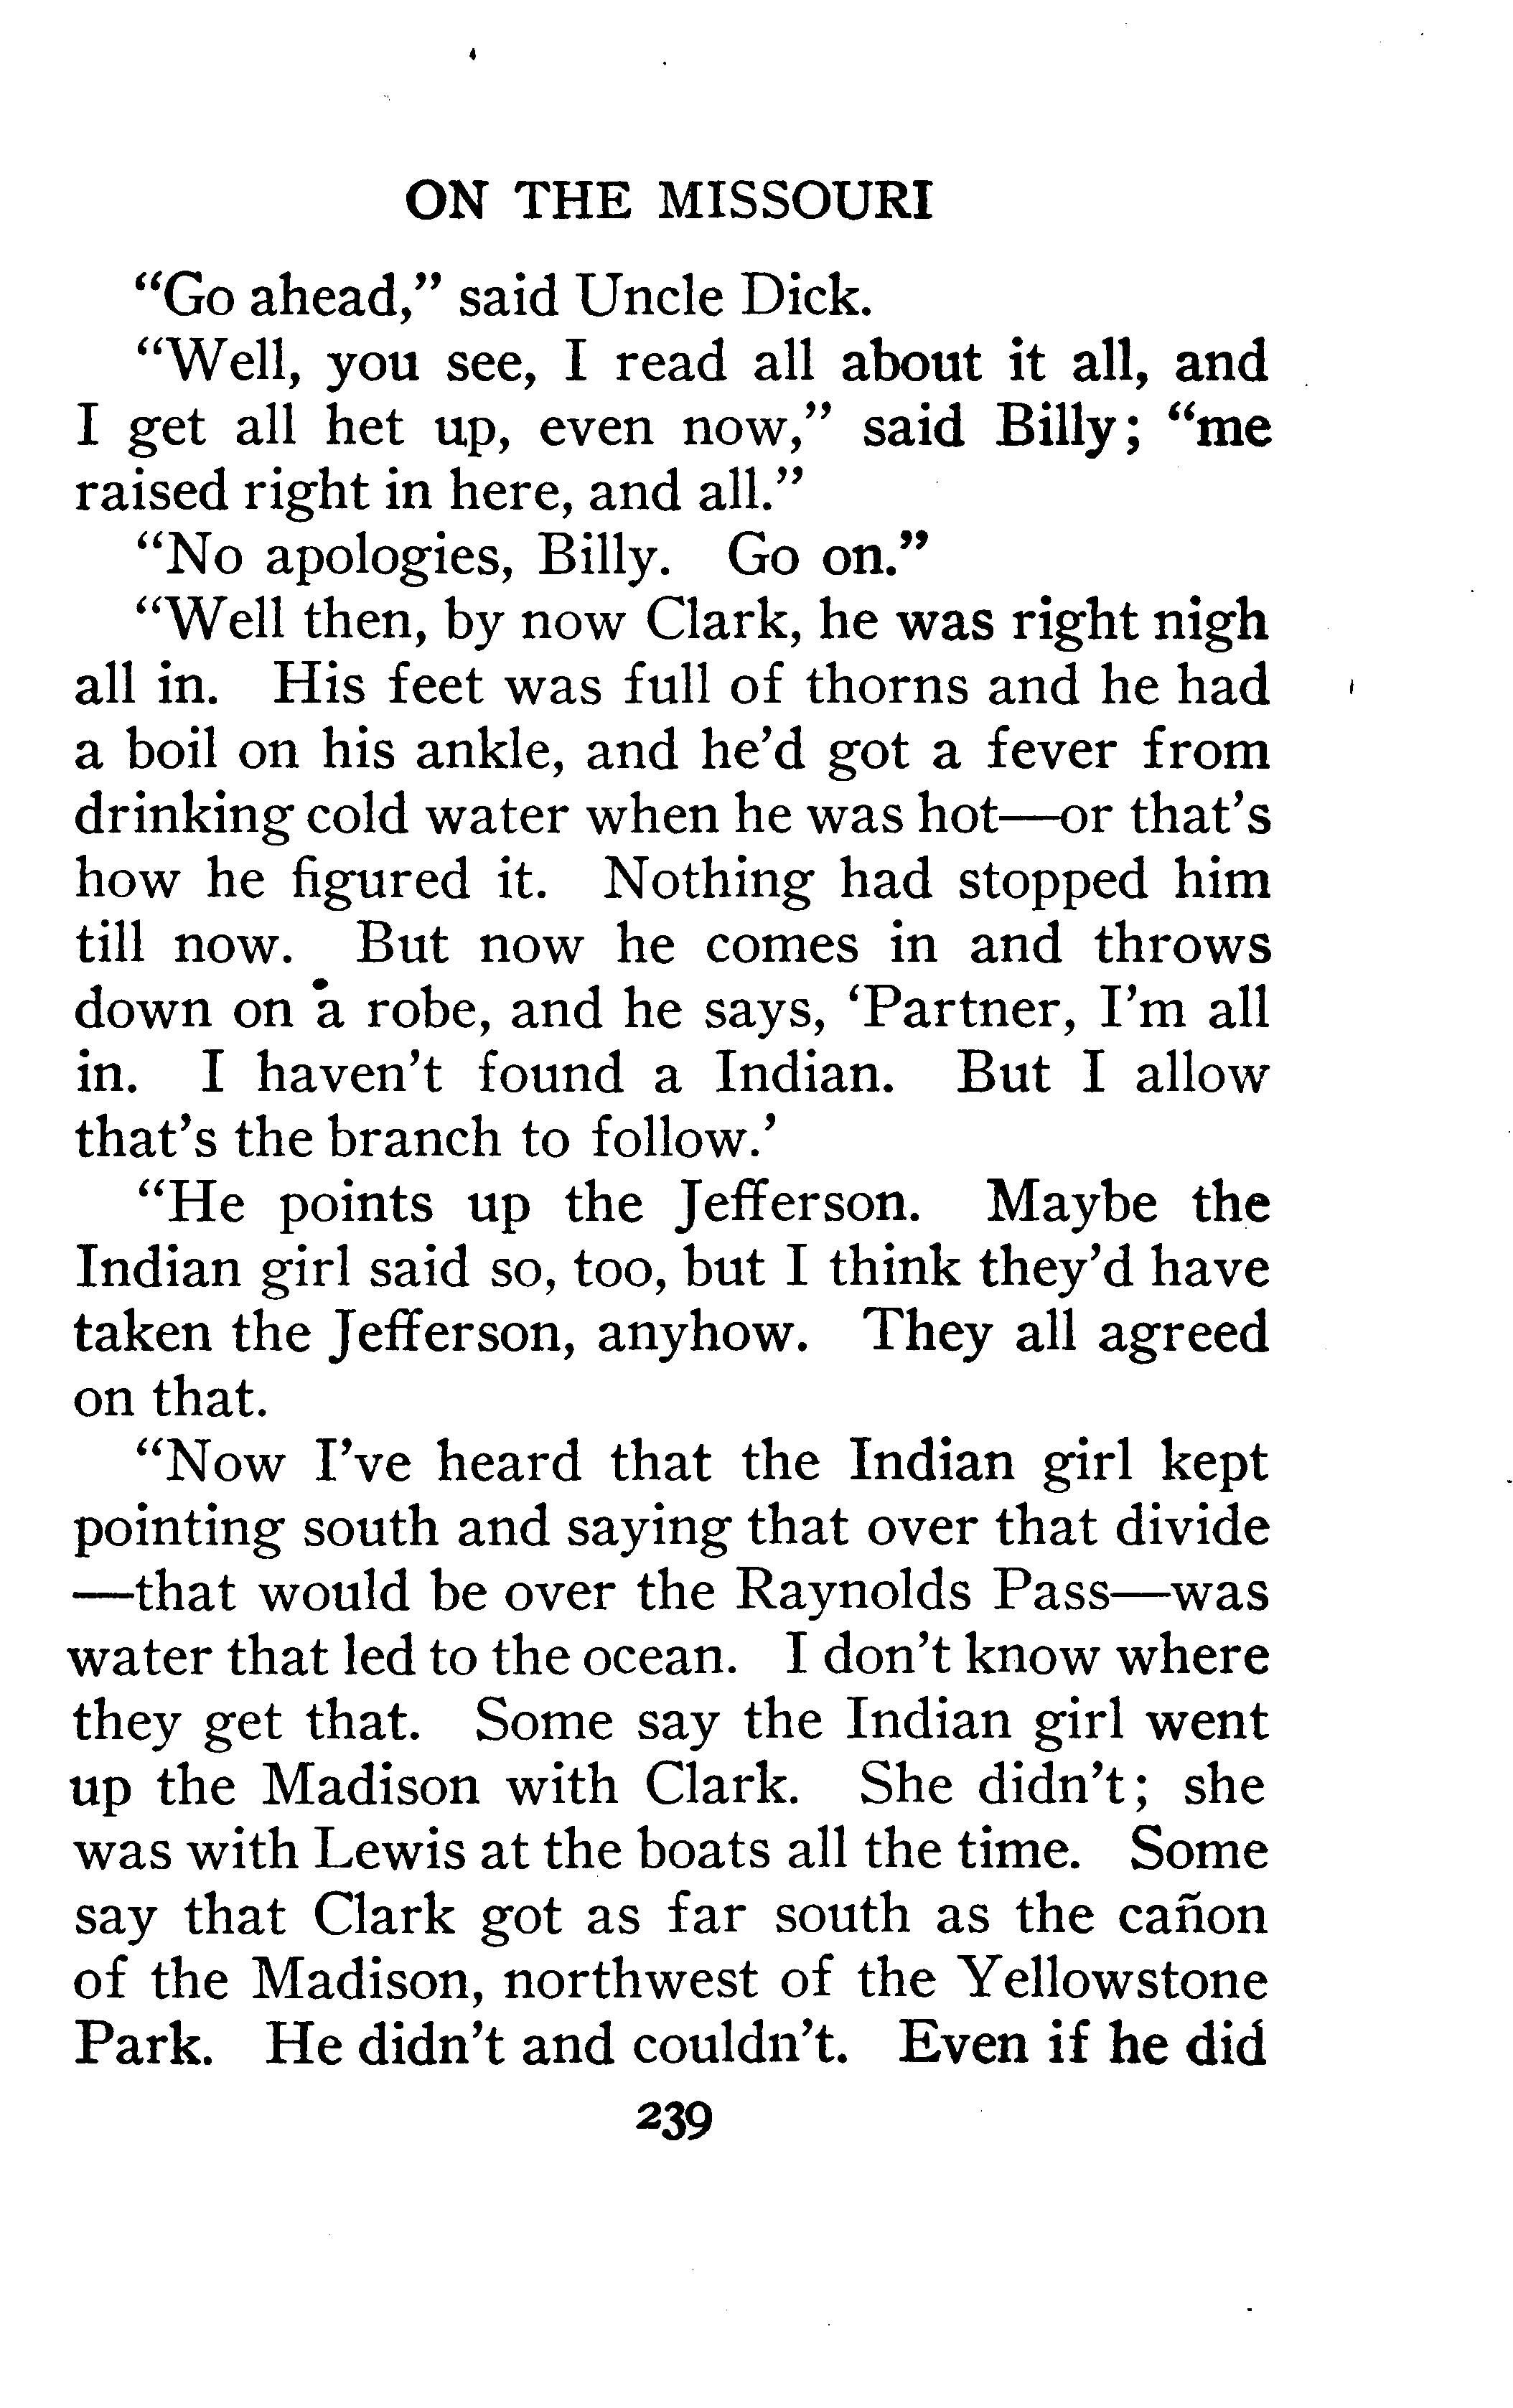 ON THE MISSOURI
“Go ahead,” said Uncle Dick.
“Well, you see, I read all about it all, and
I get all het up, even now,” said Billy; “me
raised right in here, and all.”
“No apologies, Billy. Go on.”
“Well then, by now Clark, he was right nigh
all in. His feet was full of thorns and he had
a boil on his ankle, and he’d got a fever from
drinking cold water when he was hot—or that’s
how he figured it. Nothing had stopped him
till now. But now he comes in and throws
down on a robe, and he says, ‘Partner, I’m all
in. I haven’t found a Indian. But I allow
that’s the branch to follow.’
“He points up the Jefferson. Maybe the
Indian girl said so, too, but I think they’d have
taken the Jefferson, anyhow. They all agreed
on that.
“Now I’ve heard that the Indian girl kept
pointing south and saying that over that divide
—that would be over the Raynolds Pass—was
water that led to the ocean. I don’t know where
they get that. Some say the Indian girl went
up the Madison with Clark. She didn’t; she
was with Lewis at the boats all the time. Some
say that Clark got as far south as the cañon
of the Madison, northwest of the Yellowstone
Park. He didn’t and couldn’t. Even if he did
239